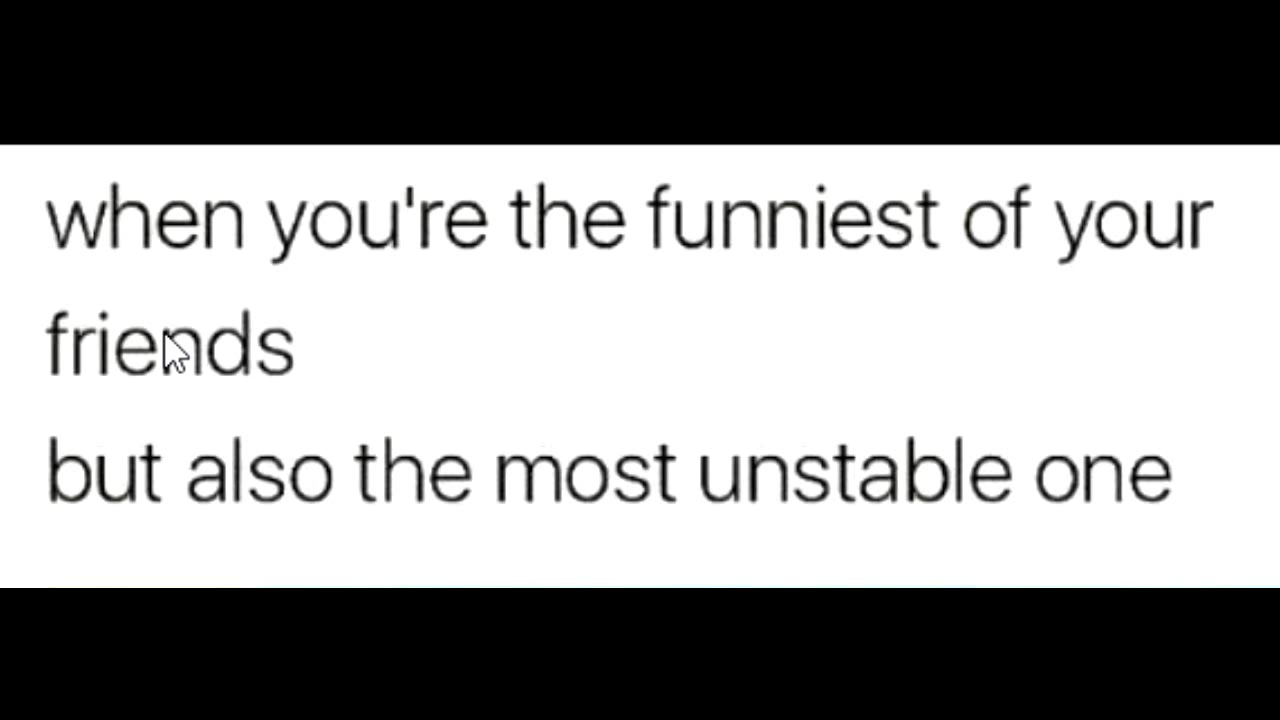 when you're the funniest of your
friends
but also the most unstable one